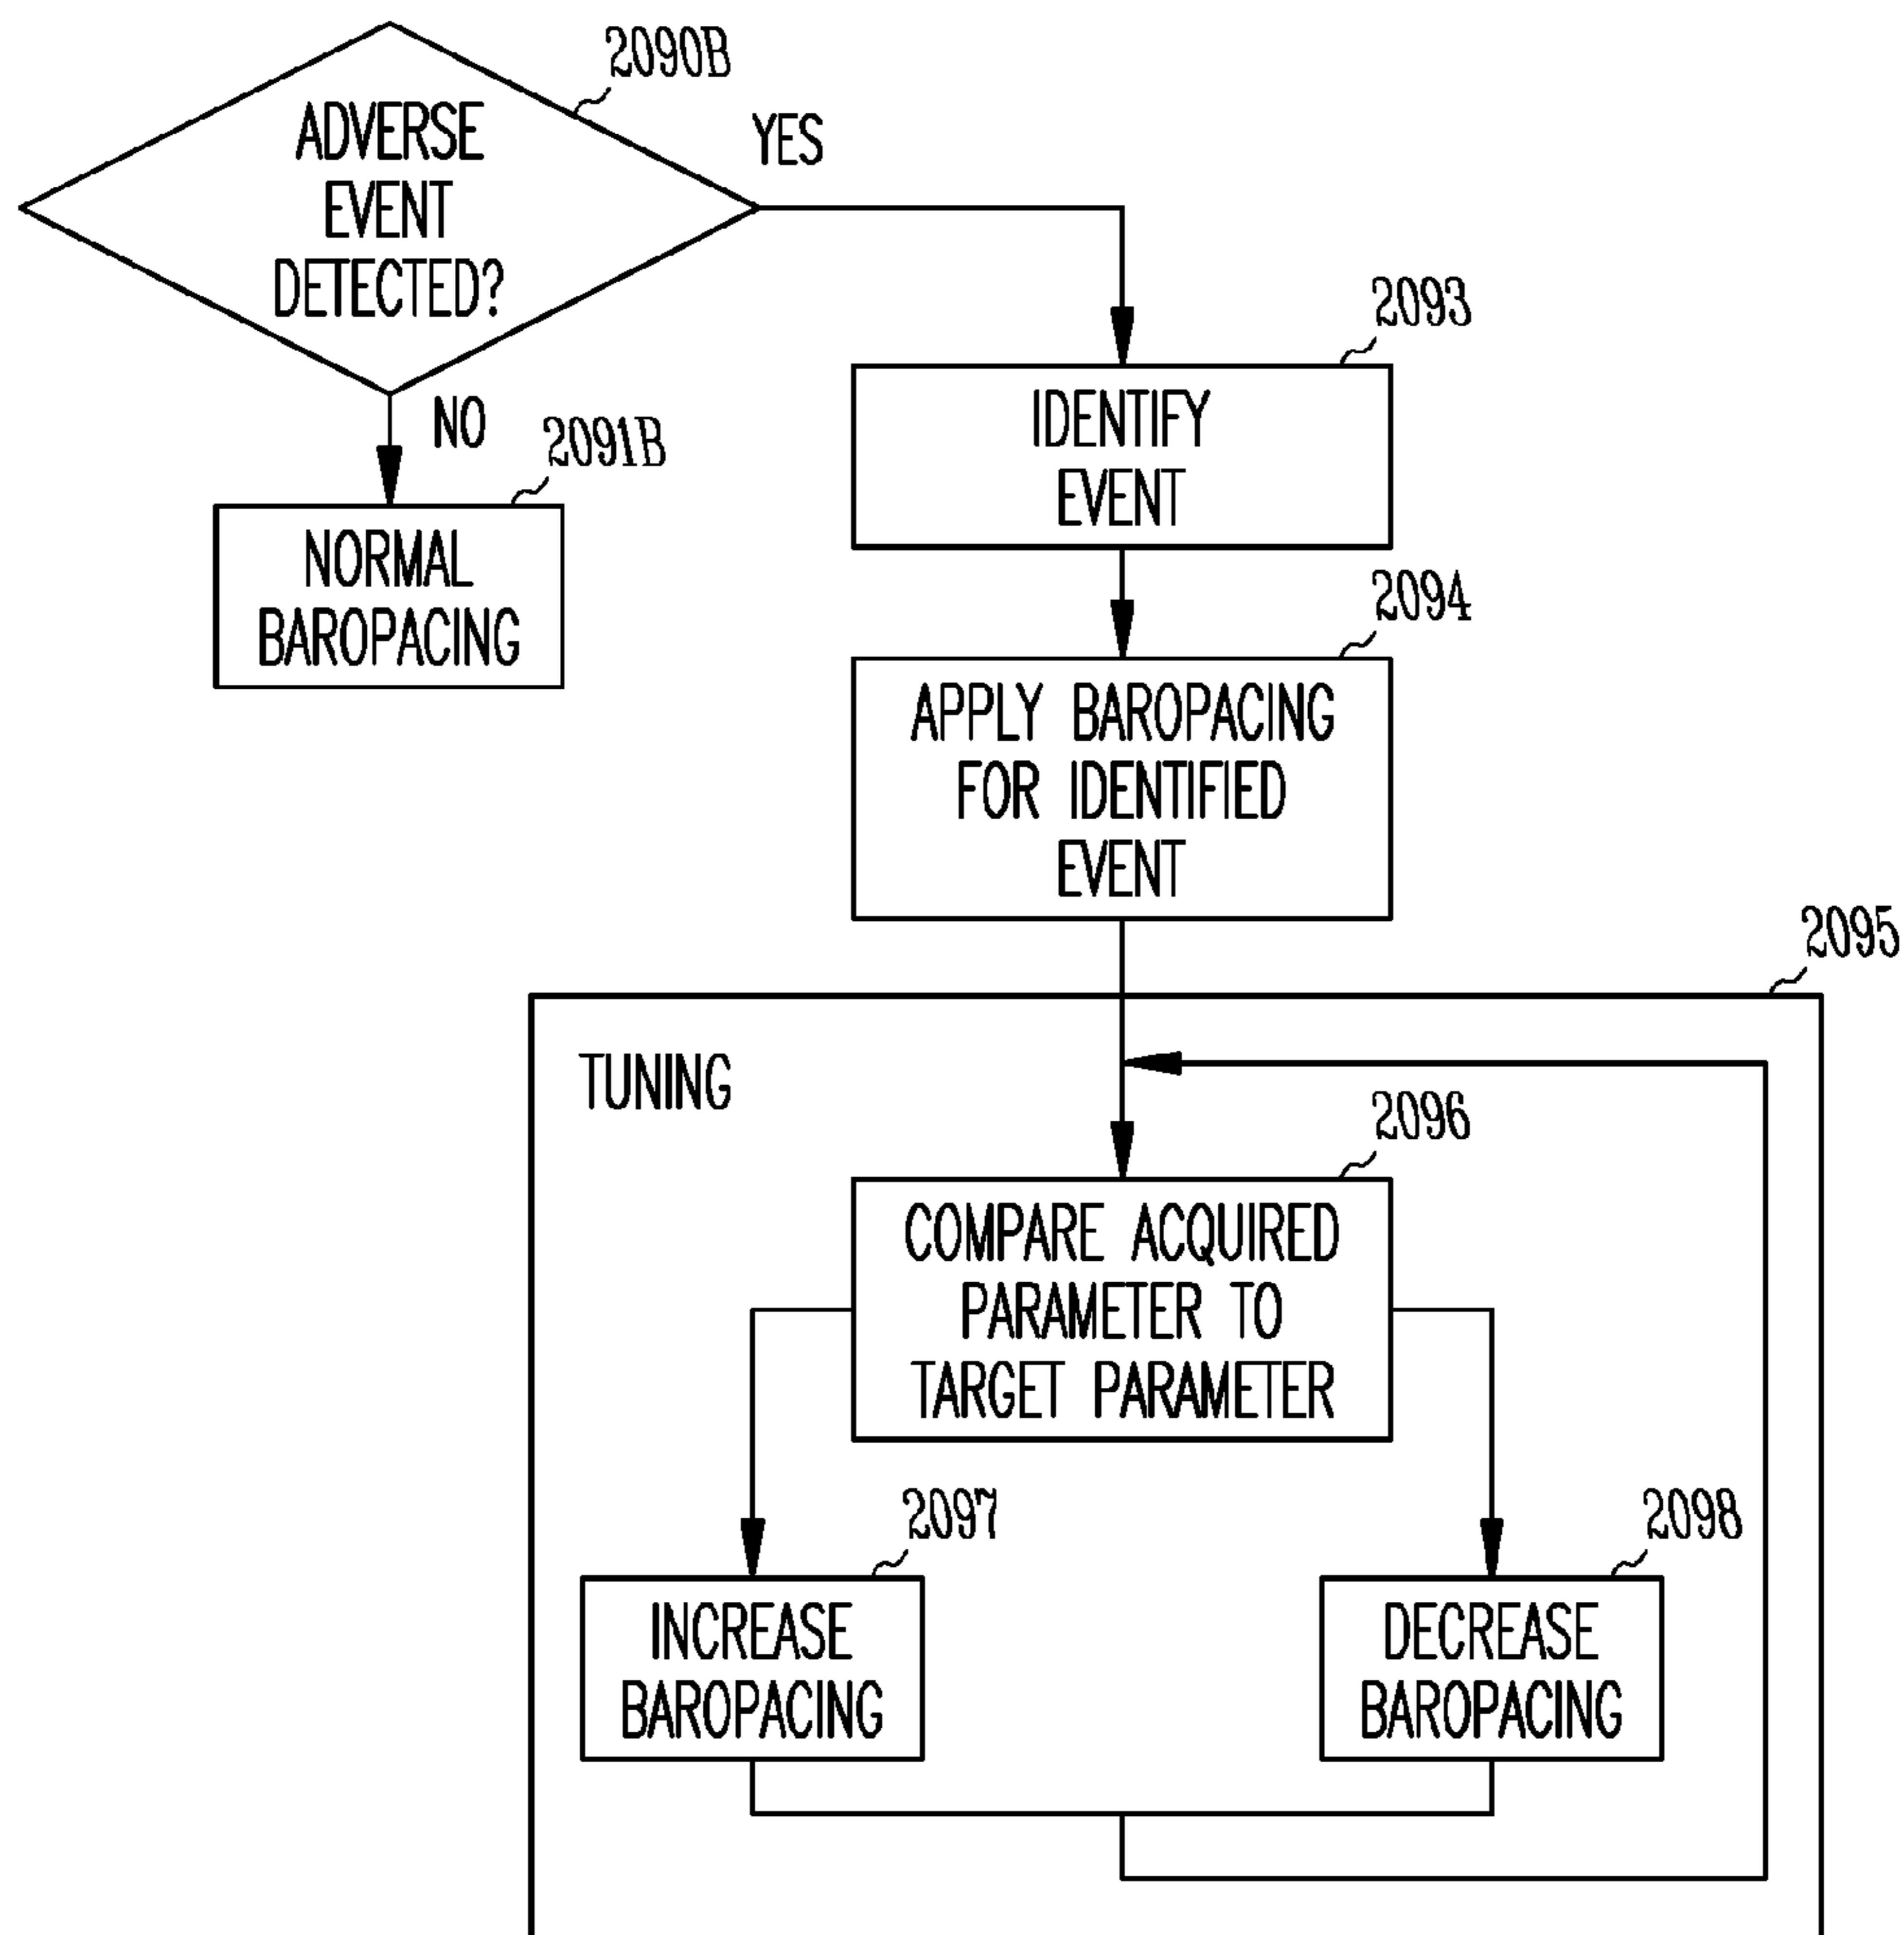 2090B
ADVERSE
EVENT
DETECTED?
YES
NO
2091B
NORMAL
BAROPACING
2093
IDENTIFY
EVENT
2094
APPLY BAROPACING
FOR IDENTIFIED
EVENT
2095
TUNING
2096
COMPARE ACQUIRED
PARAMETER TO
TARGET PARAMETER
2097
INCREASE
BAROPACING
2098
DECREASE
BAROPACING